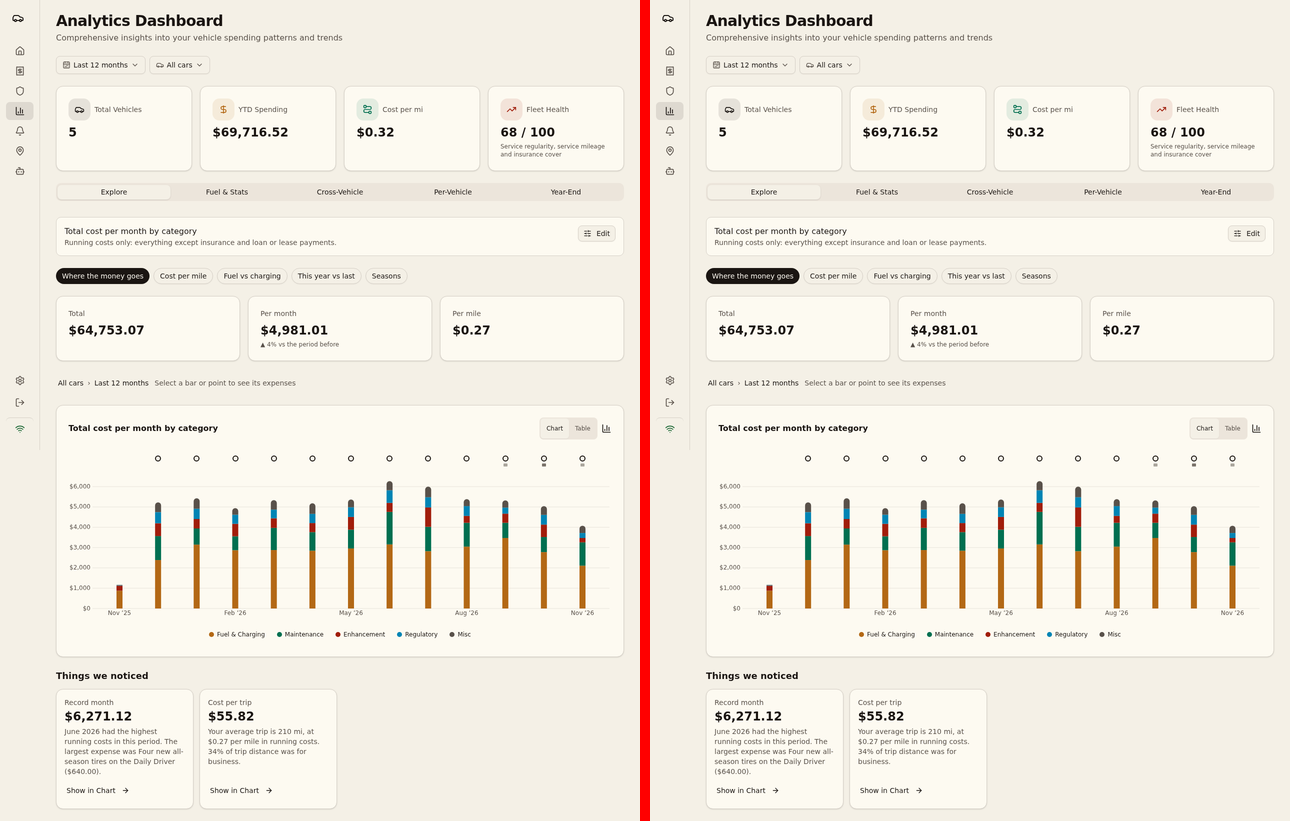 Analytics Dashboard
Comprehensive insights into your vehicle spending patterns and trends
Last 12 months
All cars
Total Vehicles
5
YTD Spending
$69,716.52
Cost per mi
$0.32
Fleet Health
68 / 100
Service regularity, service mileage
and insurance cover
Explore
Fuel & Stats
Cross-Vehicle
Per-Vehicle
Year-End
Total cost per month by category
Running costs only: everything except insurance and loan or lease payments.
Edit
Where the money goes
Cost per mile
Fuel vs charging
This year vs last
Seasons
Total
$64,753.07
Per month
$4,981.01
▲ 4% vs the period before
Per mile
$0.27
All cars › Last 12 months Select a bar or point to see its expenses
Total cost per month by category
Chart
Table
$6,000
$5,000
$4,000
$3,000
$2,000
$1,000
$0
Nov '25
Feb '26
May '26
Aug '26
Nov '26
Fuel & Charging
Maintenance
Enhancement
Regulatory
Misc
Things we noticed
Record month
$6,271.12
June 2026 had the highest
running costs in this period. The
largest expense was Four new all-
season tires on the Daily Driver
($640.00).
Show in Chart →
Cost per trip
$55.82
Your average trip is 210 mi, at
$0.27 per mile in running costs.
34% of trip distance was for
business.
Show in Chart →
Analytics Dashboard
Comprehensive insights into your vehicle spending patterns and trends
Last 12 months
All cars
Total Vehicles
5
YTD Spending
$69,716.52
Cost per mi
$0.32
Fleet Health
68 / 100
Service regularity, service mileage
and insurance cover
Explore
Fuel & Stats
Cross-Vehicle
Per-Vehicle
Year-End
Total cost per month by category
Running costs only: everything except insurance and loan or lease payments.
Edit
Where the money goes
Cost per mile
Fuel vs charging
This year vs last
Seasons
Total
$64,753.07
Per month
$4,981.01
▲ 4% vs the period before
Per mile
$0.27
All cars › Last 12 months Select a bar or point to see its expenses
Total cost per month by category
Chart
Table
$6,000
$5,000
$4,000
$3,000
$2,000
$1,000
$0
Nov '25
Feb '26
May '26
Aug '26
Nov '26
Fuel & Charging
Maintenance
Enhancement
Regulatory
Misc
Things we noticed
Record month
$6,271.12
June 2026 had the highest
running costs in this period. The
largest expense was Four new all-
season tires on the Daily Driver
($640.00).
Show in Chart →
Cost per trip
$55.82
Your average trip is 210 mi, at
$0.27 per mile in running costs.
34% of trip distance was for
business.
Show in Chart →